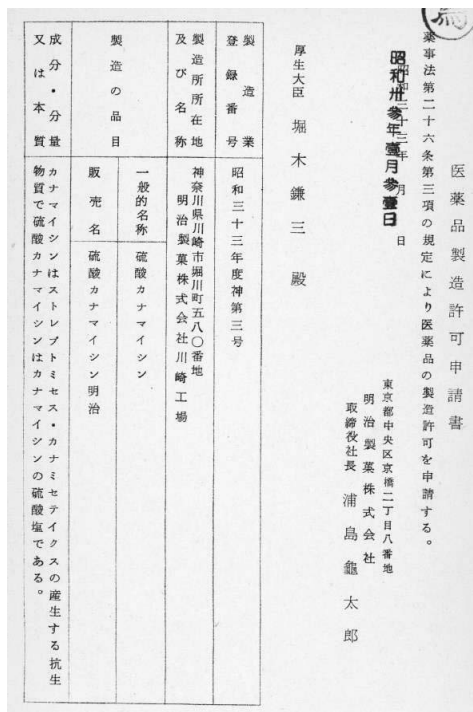 医薬品製造許可申請書
薬事法第二十六条第三項の規定により医薬品の製造許可を申請する。
昭和三十三年 月 日
昭和卅参年壹月参壹日
東京都中央区京橋二丁目八番地
明治製菓株式会社
取締役社長 浦島龜太郎
厚生大臣 堀木鎌三 殿
製造業登録番号
昭和三十三年度神第三号
製造所所在地及び名称
神奈川県川崎市堀川町五八〇番地
明治製菓株式会社川崎工場
製造の品目
一般的名称 硫酸カナマイシン
販売名 硫酸カナマイシン明治
成分・分量又は本質
カナマイシンはストレプトミセス・カナミセテイクスの産生する抗生
物質で硫酸カナマイシンはカナマイシンの硫酸塩である。